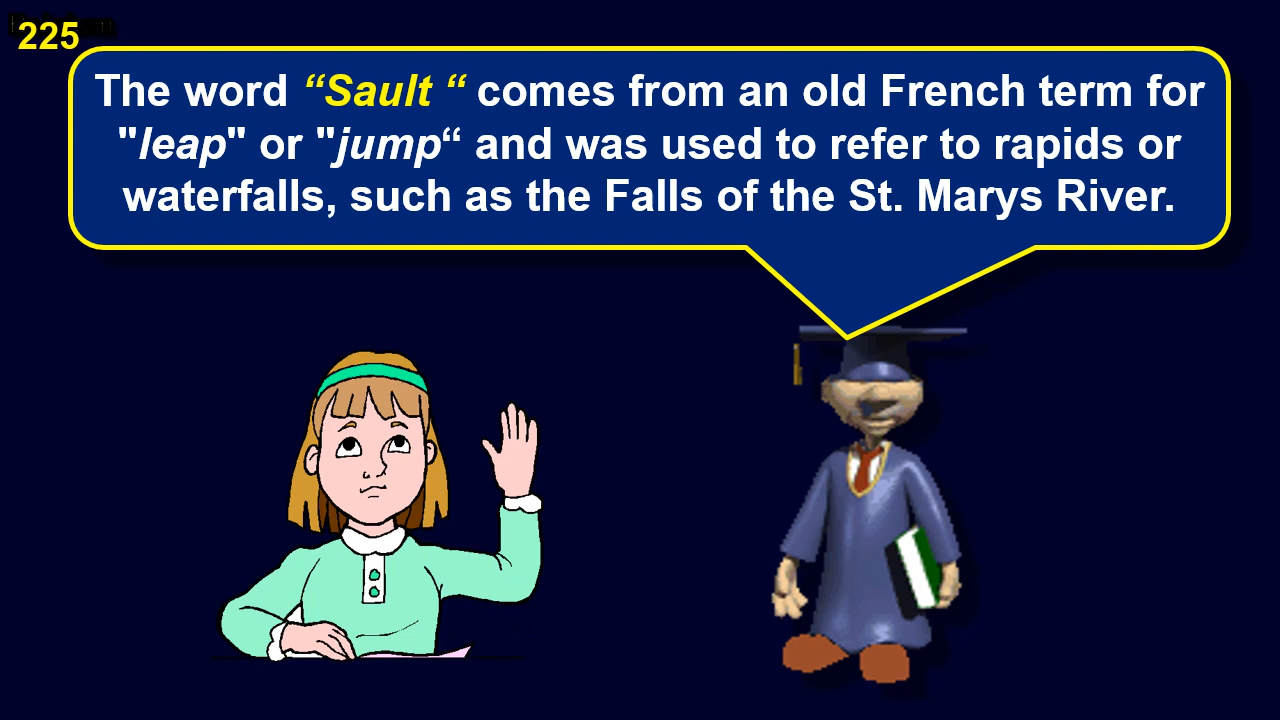 225
The word “Sault “ comes from an old French term for
"leap" or "jump“ and was used to refer to rapids or
waterfalls, such as the Falls of the St. Marys River.